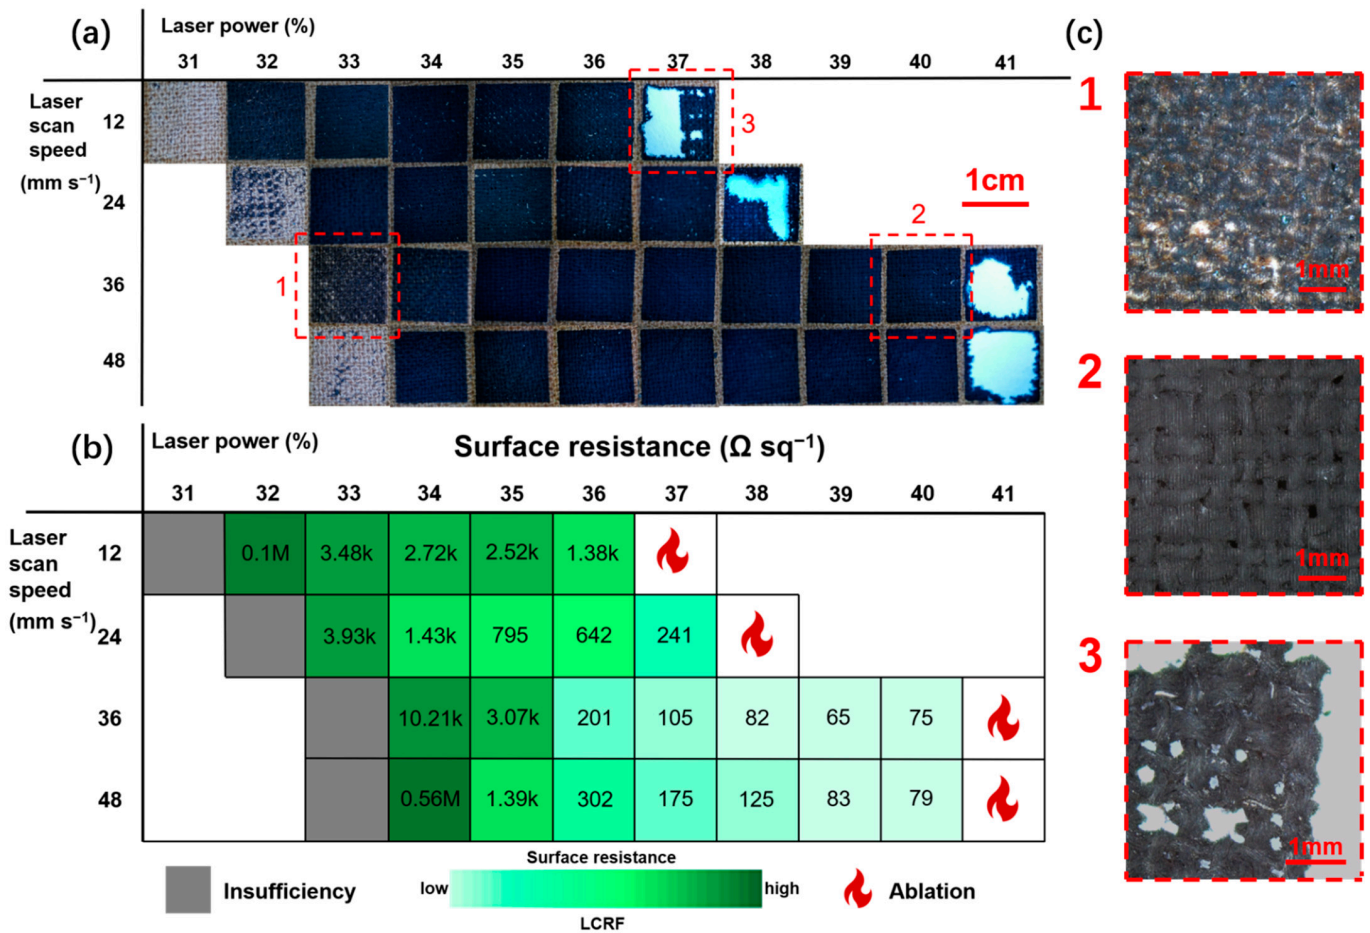 (a)
Laser power (%)
31 32 33 34 35 36 37 38 39 40 41
Laser
scan
speed
(mm s⁻¹)
12
24
36
48
3
2
1
1cm
(b)
Laser power (%)
Surface resistance (Ω sq⁻¹)
31 32 33 34 35 36 37 38 39 40 41
Laser
scan
speed
(mm s⁻¹)
12 0.1M 3.48k 2.72k 2.52k 1.38k
24 3.93k 1.43k 795 642 241
36 10.21k 3.07k 201 105 82 65 75
48 0.56M 1.39k 302 175 125 83 79
Insufficiency
Surface resistance
low high
LCRF
Ablation
(c)
1
1mm
2
1mm
3
1mm